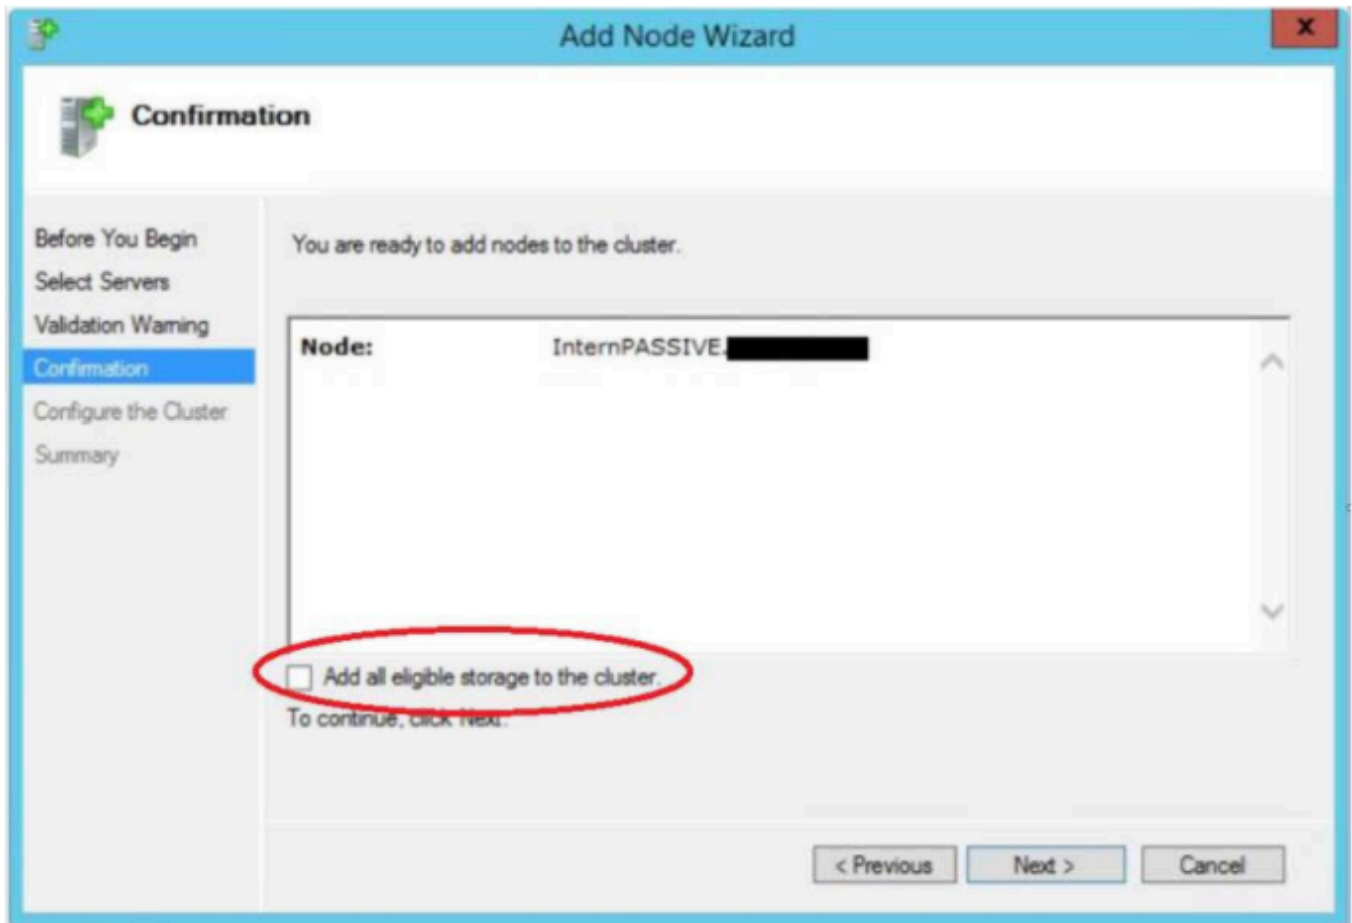 Add Node Wizard
Confirmation
Before You Begin
Select Servers
Validation Warning
Confirmation
Configure the Cluster
Summary
You are ready to add nodes to the cluster.
Node: InternPASSIVE.
Add all eligible storage to the cluster.
To continue, click Next.
< Previous Next > Cancel